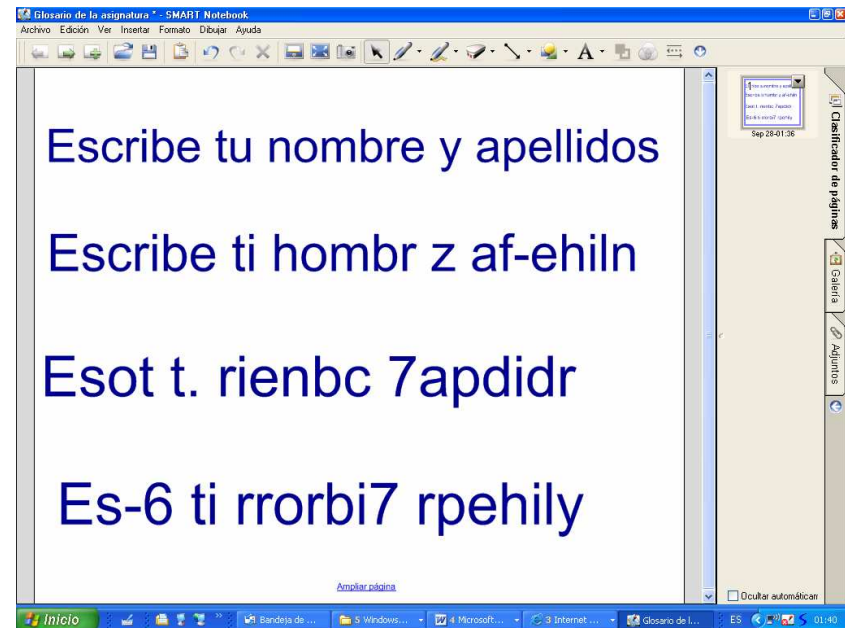 Glosario de la asignatura * - SMART Notebook
Archivo Edición Ver Insertar Formato Dibujar Ayuda
Escribe tu nombre y apellidos
Escribe ti hombr z af-ehiln
Esot t. rienbc 7apdidr
Es-6 ti rrorbi7 rpehily
Ampliar página
Sep 28-01:36
Clasificador de páginas
Galería
Adjuntos
Ocultar automáticam
Inicio
Bandeja de ...
5 Windows...
4 Microsoft...
3 Internet ...
Glosario de l...
ES
01:40